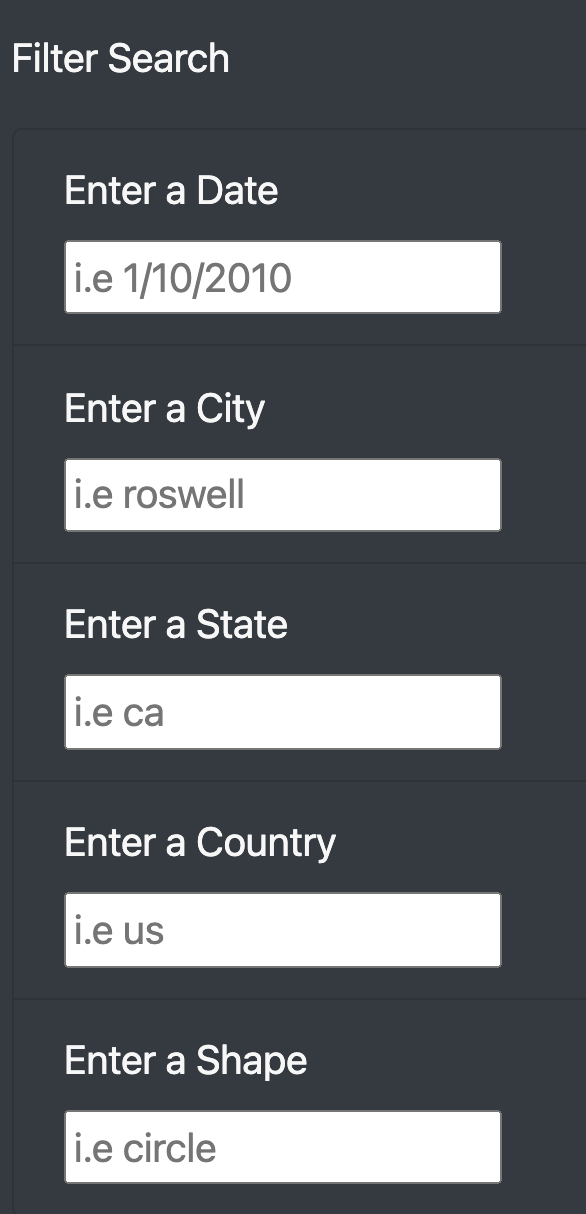 Filter Search
Enter a Date
i.e 1/10/2010
Enter a City
i.e roswell
Enter a State
i.e ca
Enter a Country
i.e us
Enter a Shape
i.e circle